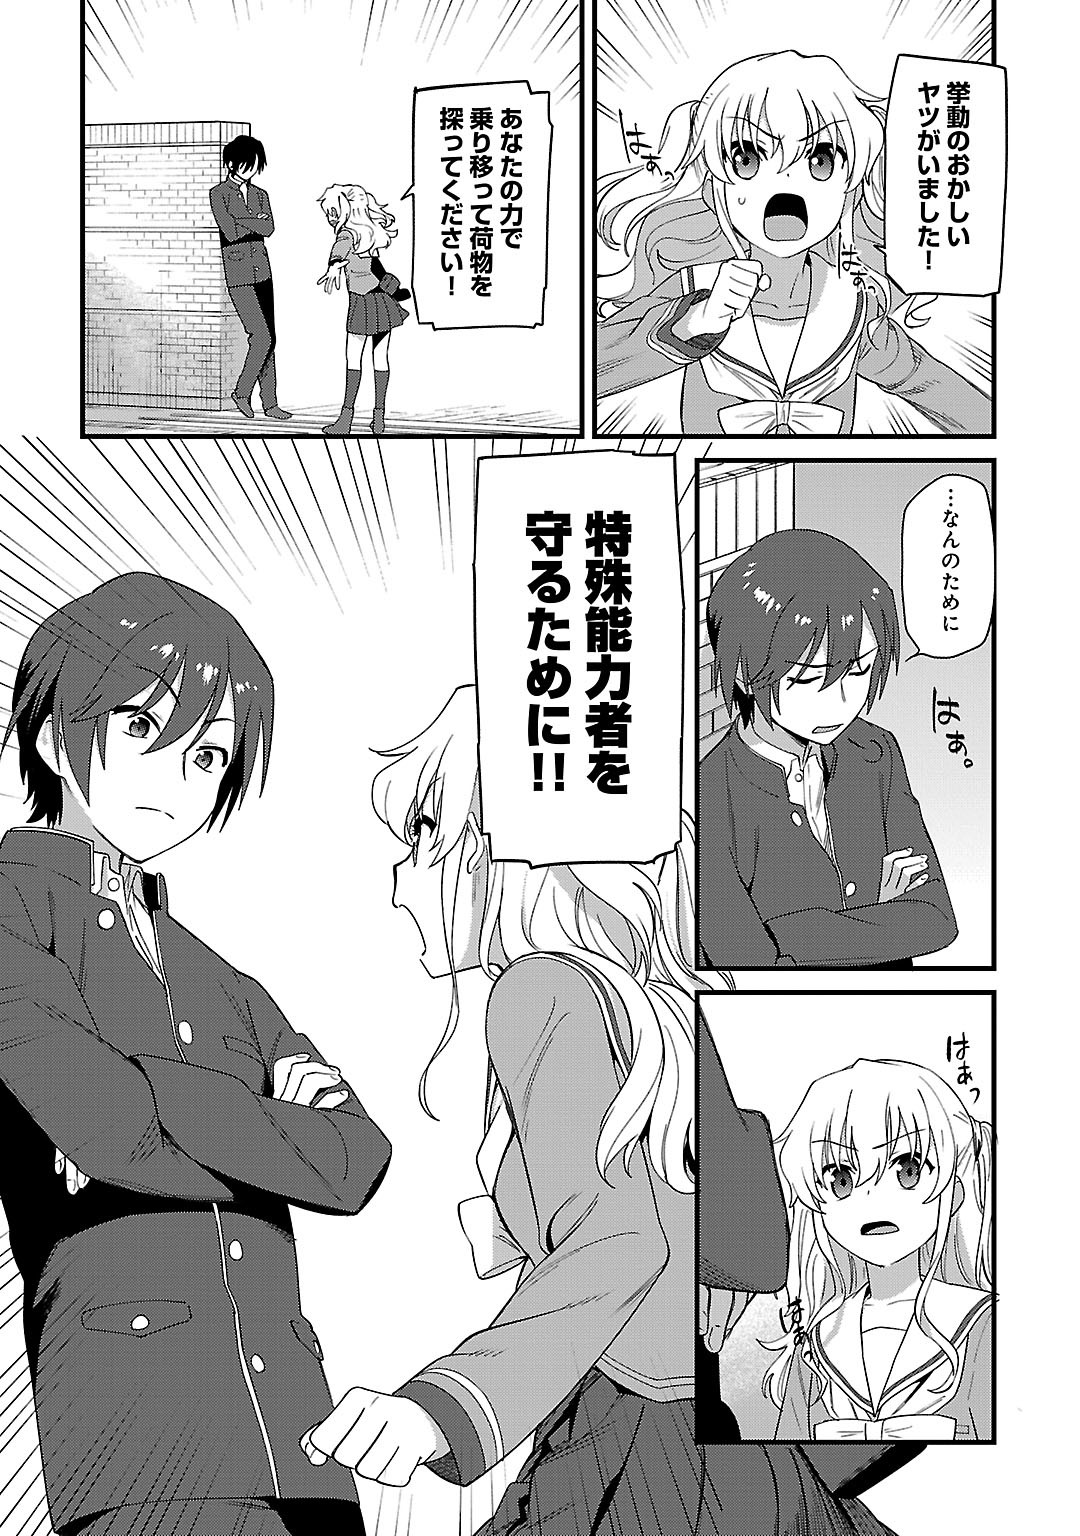 挙動のおかしい
ヤツがいました！
はぁっ
はぁっ
あなたの力で
乗り移って荷物を
探ってください！
…なんのために
はぁ。
はぁっ
はぁっ
特殊能力者を
守るために!!